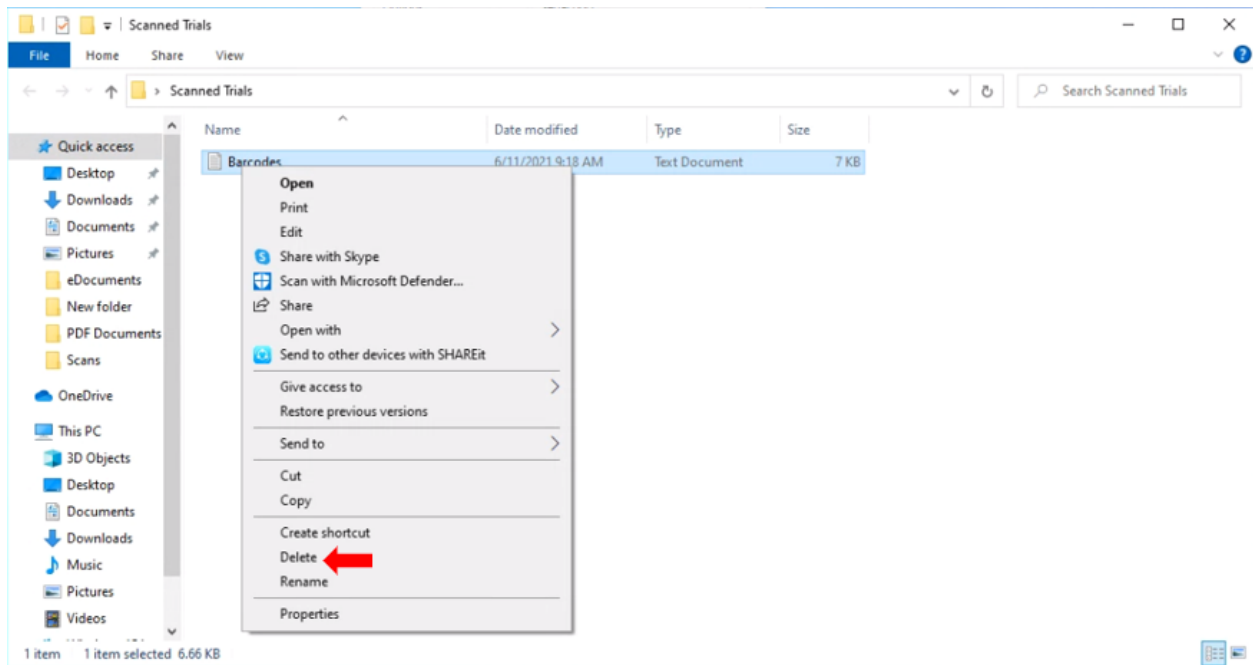 Scanned Trials
File Home Share View
Scanned Trials
Search Scanned Trials
Name Date modified Type Size
Barcodes 6/11/2021 9:18 AM Text Document 7 KB
Quick access
Desktop
Downloads
Documents
Pictures
eDocuments
New folder
PDF Documents
Scans
OneDrive
This PC
3D Objects
Desktop
Documents
Downloads
Music
Pictures
Videos
Open
Print
Edit
Share with Skype
Scan with Microsoft Defender...
Share
Open with
Send to other devices with SHAREit
Give access to
Restore previous versions
Send to
Cut
Copy
Create shortcut
Delete
Rename
Properties
1 item 1 item selected 6.66 KB